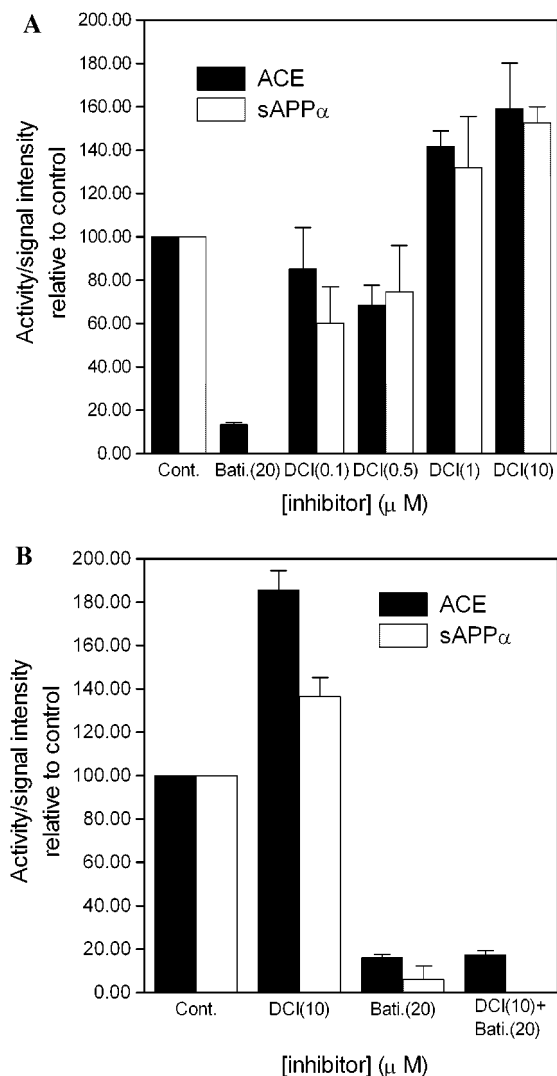 A
200.00
180.00
160.00
140.00
120.00
100.00
80.00
60.00
40.00
20.00
0.00
Activity/signal intensity
relative to control
ACE
sAPPα
Cont. Bati.(20) DCI(0.1) DCI(0.5) DCI(1) DCI(10)
[inhibitor] (μ M)
B
200.00
180.00
160.00
140.00
120.00
100.00
80.00
60.00
40.00
20.00
0.00
Activity/signal intensity
relative to control
ACE
sAPPα
Cont. DCI(10) Bati.(20) DCI(10)+
Bati.(20)
[inhibitor] (μ M)